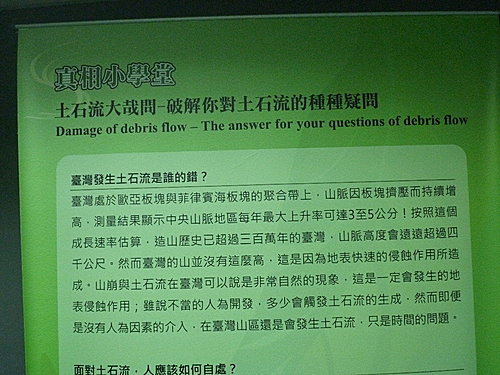 真相小學堂
土石流大哉問–破解你對土石流的種種疑問
Damage of debris flow – The answer for your questions of debris flow
臺灣發生土石流是誰的錯？
臺灣處於歐亞板塊與菲律賓海板塊的聚合帶上，山脈因板塊擠壓而持續增
高，測量結果顯示中央山脈地區每年最大上升率可達3至5公分！按照這個
成長速率估算，造山歷史已超過三百萬年的臺灣，山脈高度會遠遠超過四
千公尺。然而臺灣的山並沒有這麼高，這是因為地表快速的侵蝕作用所造
成。山崩與土石流在臺灣可以說是非常自然的現象，這是一定會發生的地
表侵蝕作用；雖說不當的人為開發，多少會觸發土石流的生成，然而即便
是沒有人為因素的介入，在臺灣山區還是會發生土石流，只是時間的問題。
面對土石流，人應該如何自處？